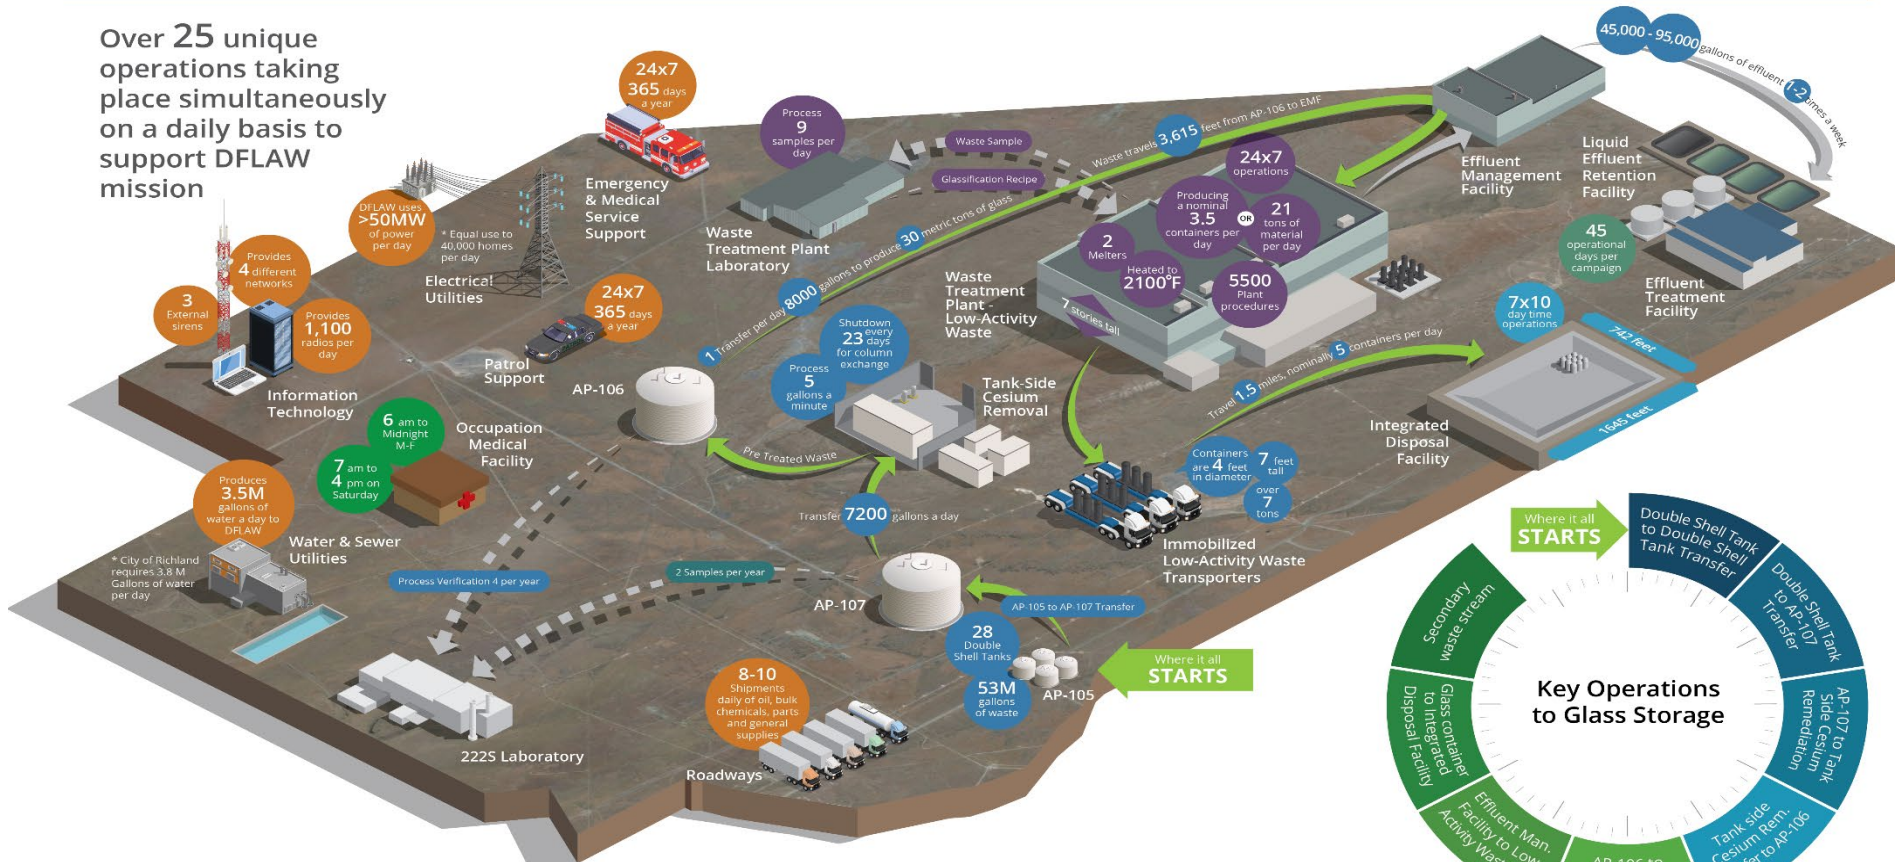 Over 25 unique
operations taking
place simultaneously
on a daily basis to
support DFLAW
mission
24x7
365 days
a year
Emergency
& Medical
Service
Support
DFLAW uses
>50MW
of power
per day
* Equal use to
40,000 homes
per day
Electrical
Utilities
Provides
4 different
networks
3
External
sirens
Provides
1,100
radios per
day
Information
Technology
24x7
365 days
a year
Patrol
Support
Process
9
samples per
day
Waste
Treatment Plant
Laboratory
Waste Sample
Glassification Recipe
1 Transfer per day 8000 gallons to produce 30 metric tons of glass
Waste travels 3,615 feet from AP-106 to EMF
45,000 - 95,000 gallons of effluent 1-2 times a week
Effluent
Management
Facility
Liquid
Effluent
Retention
Facility
45
operational
days per
campaign
Effluent
Treatment
Facility
24x7
operations
Producing
a nominal
3.5
containers per
day
OR
21
tons of
material
per day
2
Melters
Heated to
2100°F
5500
Plant
procedures
7 stories tall
Waste
Treatment
Plant -
Low-Activity
Waste
7x10
day time
operations
742 feet
1645 feet
Integrated
Disposal
Facility
Travel 1.5 miles, nominally 5 containers per day
Containers
are 4 feet
in diameter
7 feet
tall
over
7
tons
Immobilized
Low-Activity Waste
Transporters
Shutdown
23 every
days
for column
exchange
Process
5
gallons a
minute
Tank-Side
Cesium
Removal
AP-106
Pre Treated Waste
Transfer 7200 gallons a day
6 am to
Midnight
M-F
7 am to
4 pm on
Saturday
Occupation
Medical
Facility
Produces
3.5M
gallons of
water a day to
DFLAW
Water & Sewer
Utilities
* City of Richland
requires 3.8 M
Gallons of water
per day
Process Verification 4 per year
2 Samples per year
AP-107
AP-105 to AP-107 Transfer
28
Double
Shell Tanks
53M
gallons
of waste
AP-105
Where it all
STARTS
222S Laboratory
8-10
Shipments
daily of oil, bulk
chemicals, parts
and general
supplies
Roadways
Where it all
STARTS
Double Shell Tank
to Double Shell
Tank Transfer
Double Shell Tank
to AP-107
Transfer
AP-107 to Tank
Side Cesium
Remediation
Tank side
Cesium Rem.
to AP-106
AP-106 to
Effluent Man.
Facility to Low
Activity
Glass container
to Integrated
Disposal Facility
Secondary
waste stream
Key Operations
to Glass Storage